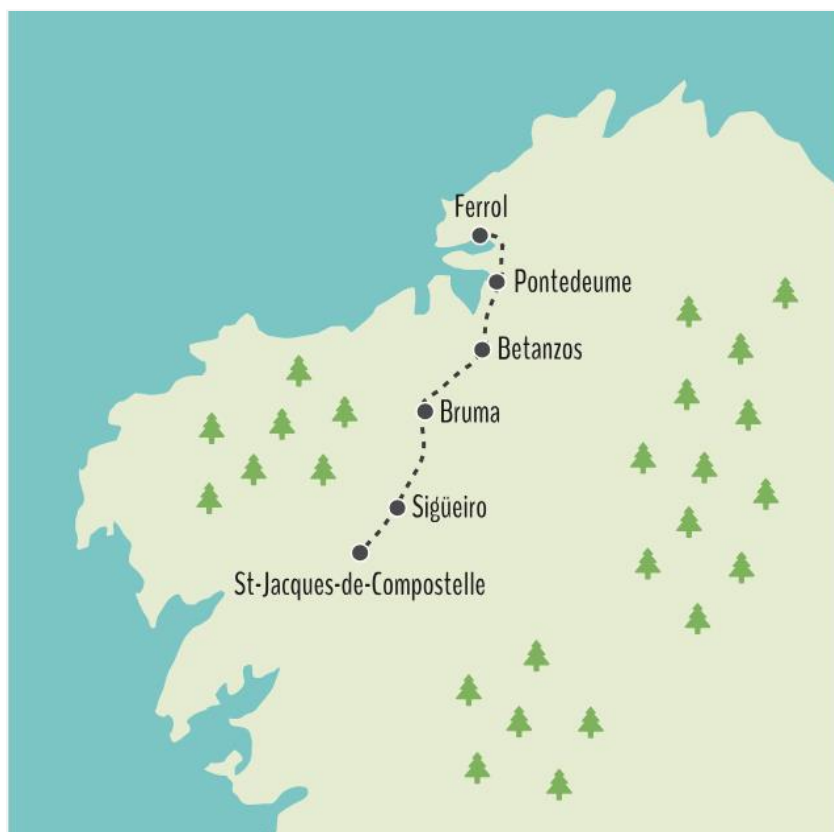 Ferrol
Pontedeume
Betanzos
Bruma
Sigüeiro
St-Jacques-de-Compostelle